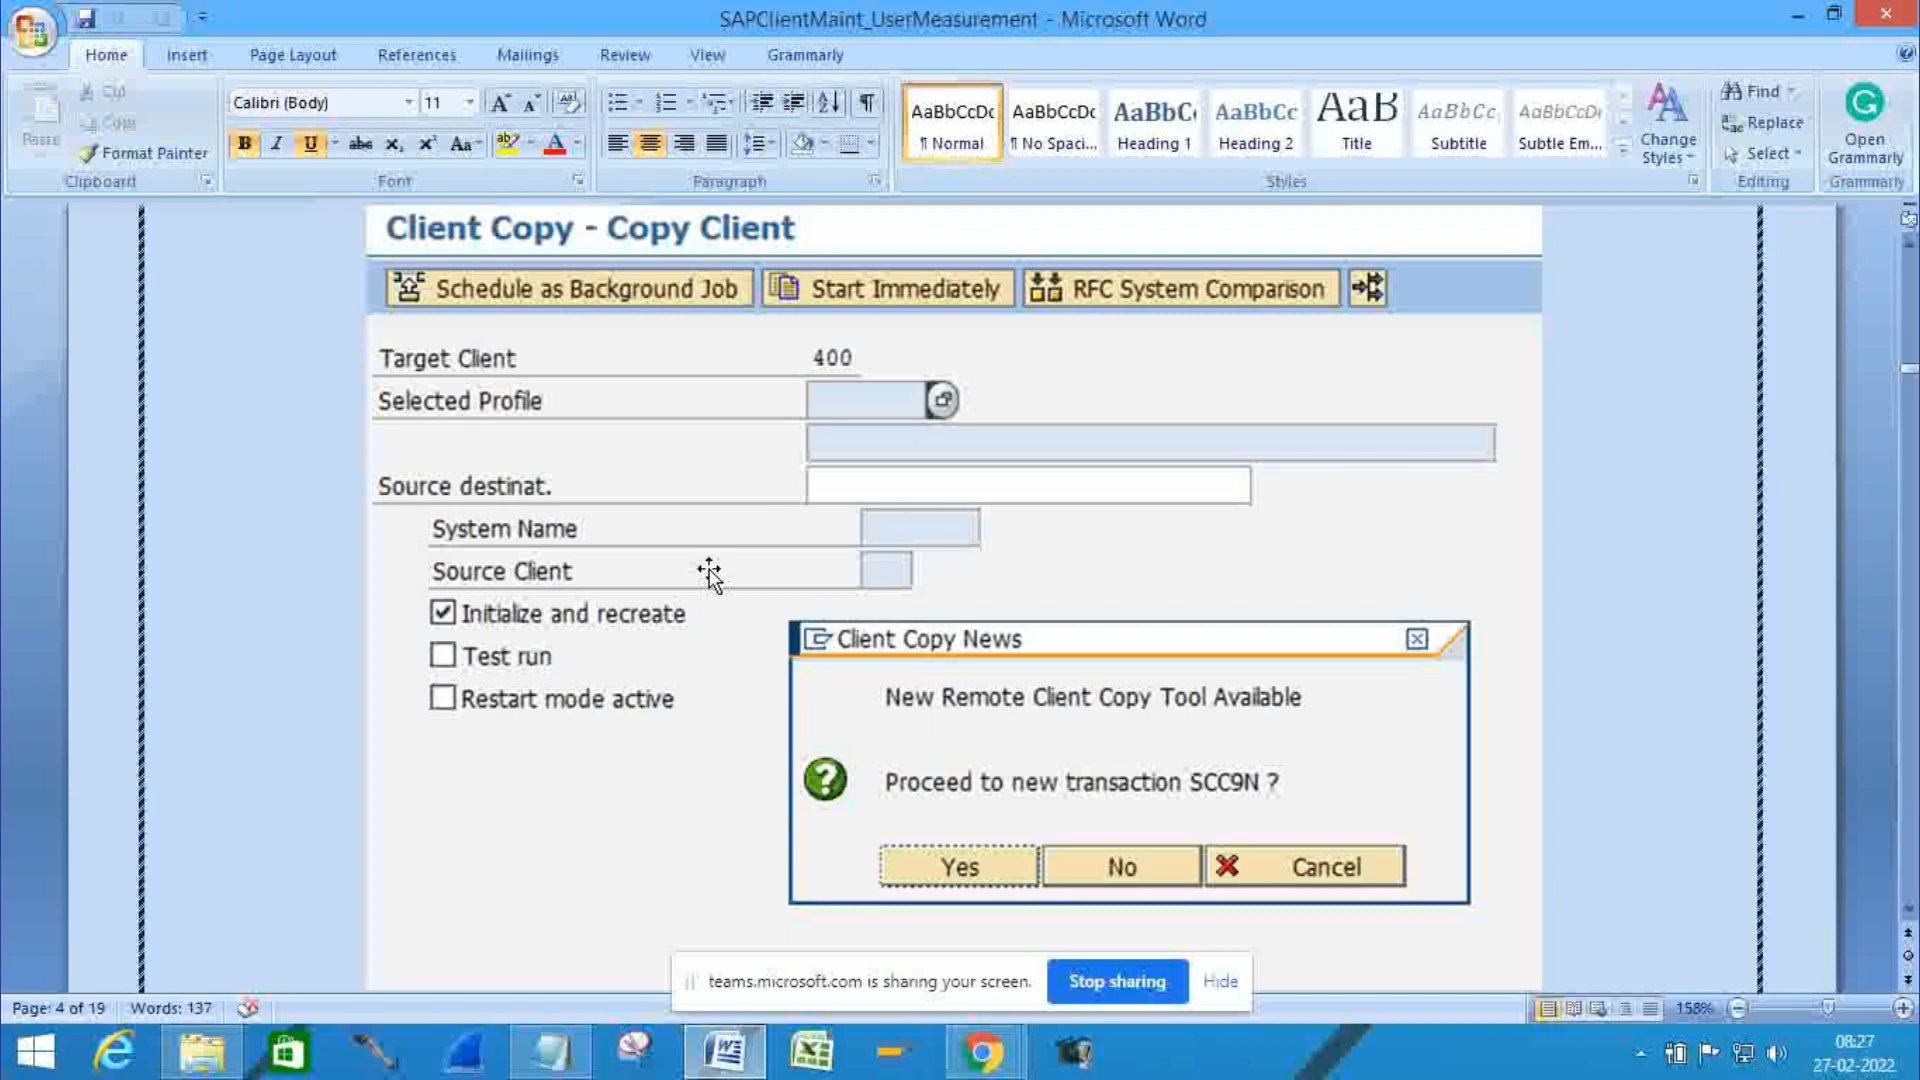 SAPClientMaint_UserMeasurement - Microsoft Word
Home Insert Page Layout References Mailings Review View Grammarly
Paste
Cut
Copy
Format Painter
Clipboard
Calibri (Body) 11
Font
Paragraph
AaBbCcDc AaBbCcDc AaBbC AaBbCc AaB AaBbCc. AaBbCcDi
¶ Normal ¶ No Spaci... Heading 1 Heading 2 Title Subtitle Subtle Em...
Change Styles
Styles
Find
Replace
Select
Editing
Open Grammarly
Grammarly
Client Copy - Copy Client
Schedule as Background Job Start Immediately RFC System Comparison
Target Client 400
Selected Profile
Source destinat.
System Name
Source Client
Initialize and recreate
Test run
Restart mode active
Client Copy News
New Remote Client Copy Tool Available
Proceed to new transaction SCC9N ?
Yes No Cancel
teams.microsoft.com is sharing your screen. Stop sharing Hide
Page: 4 of 19 Words: 137
158%
08:27
27-02-2022